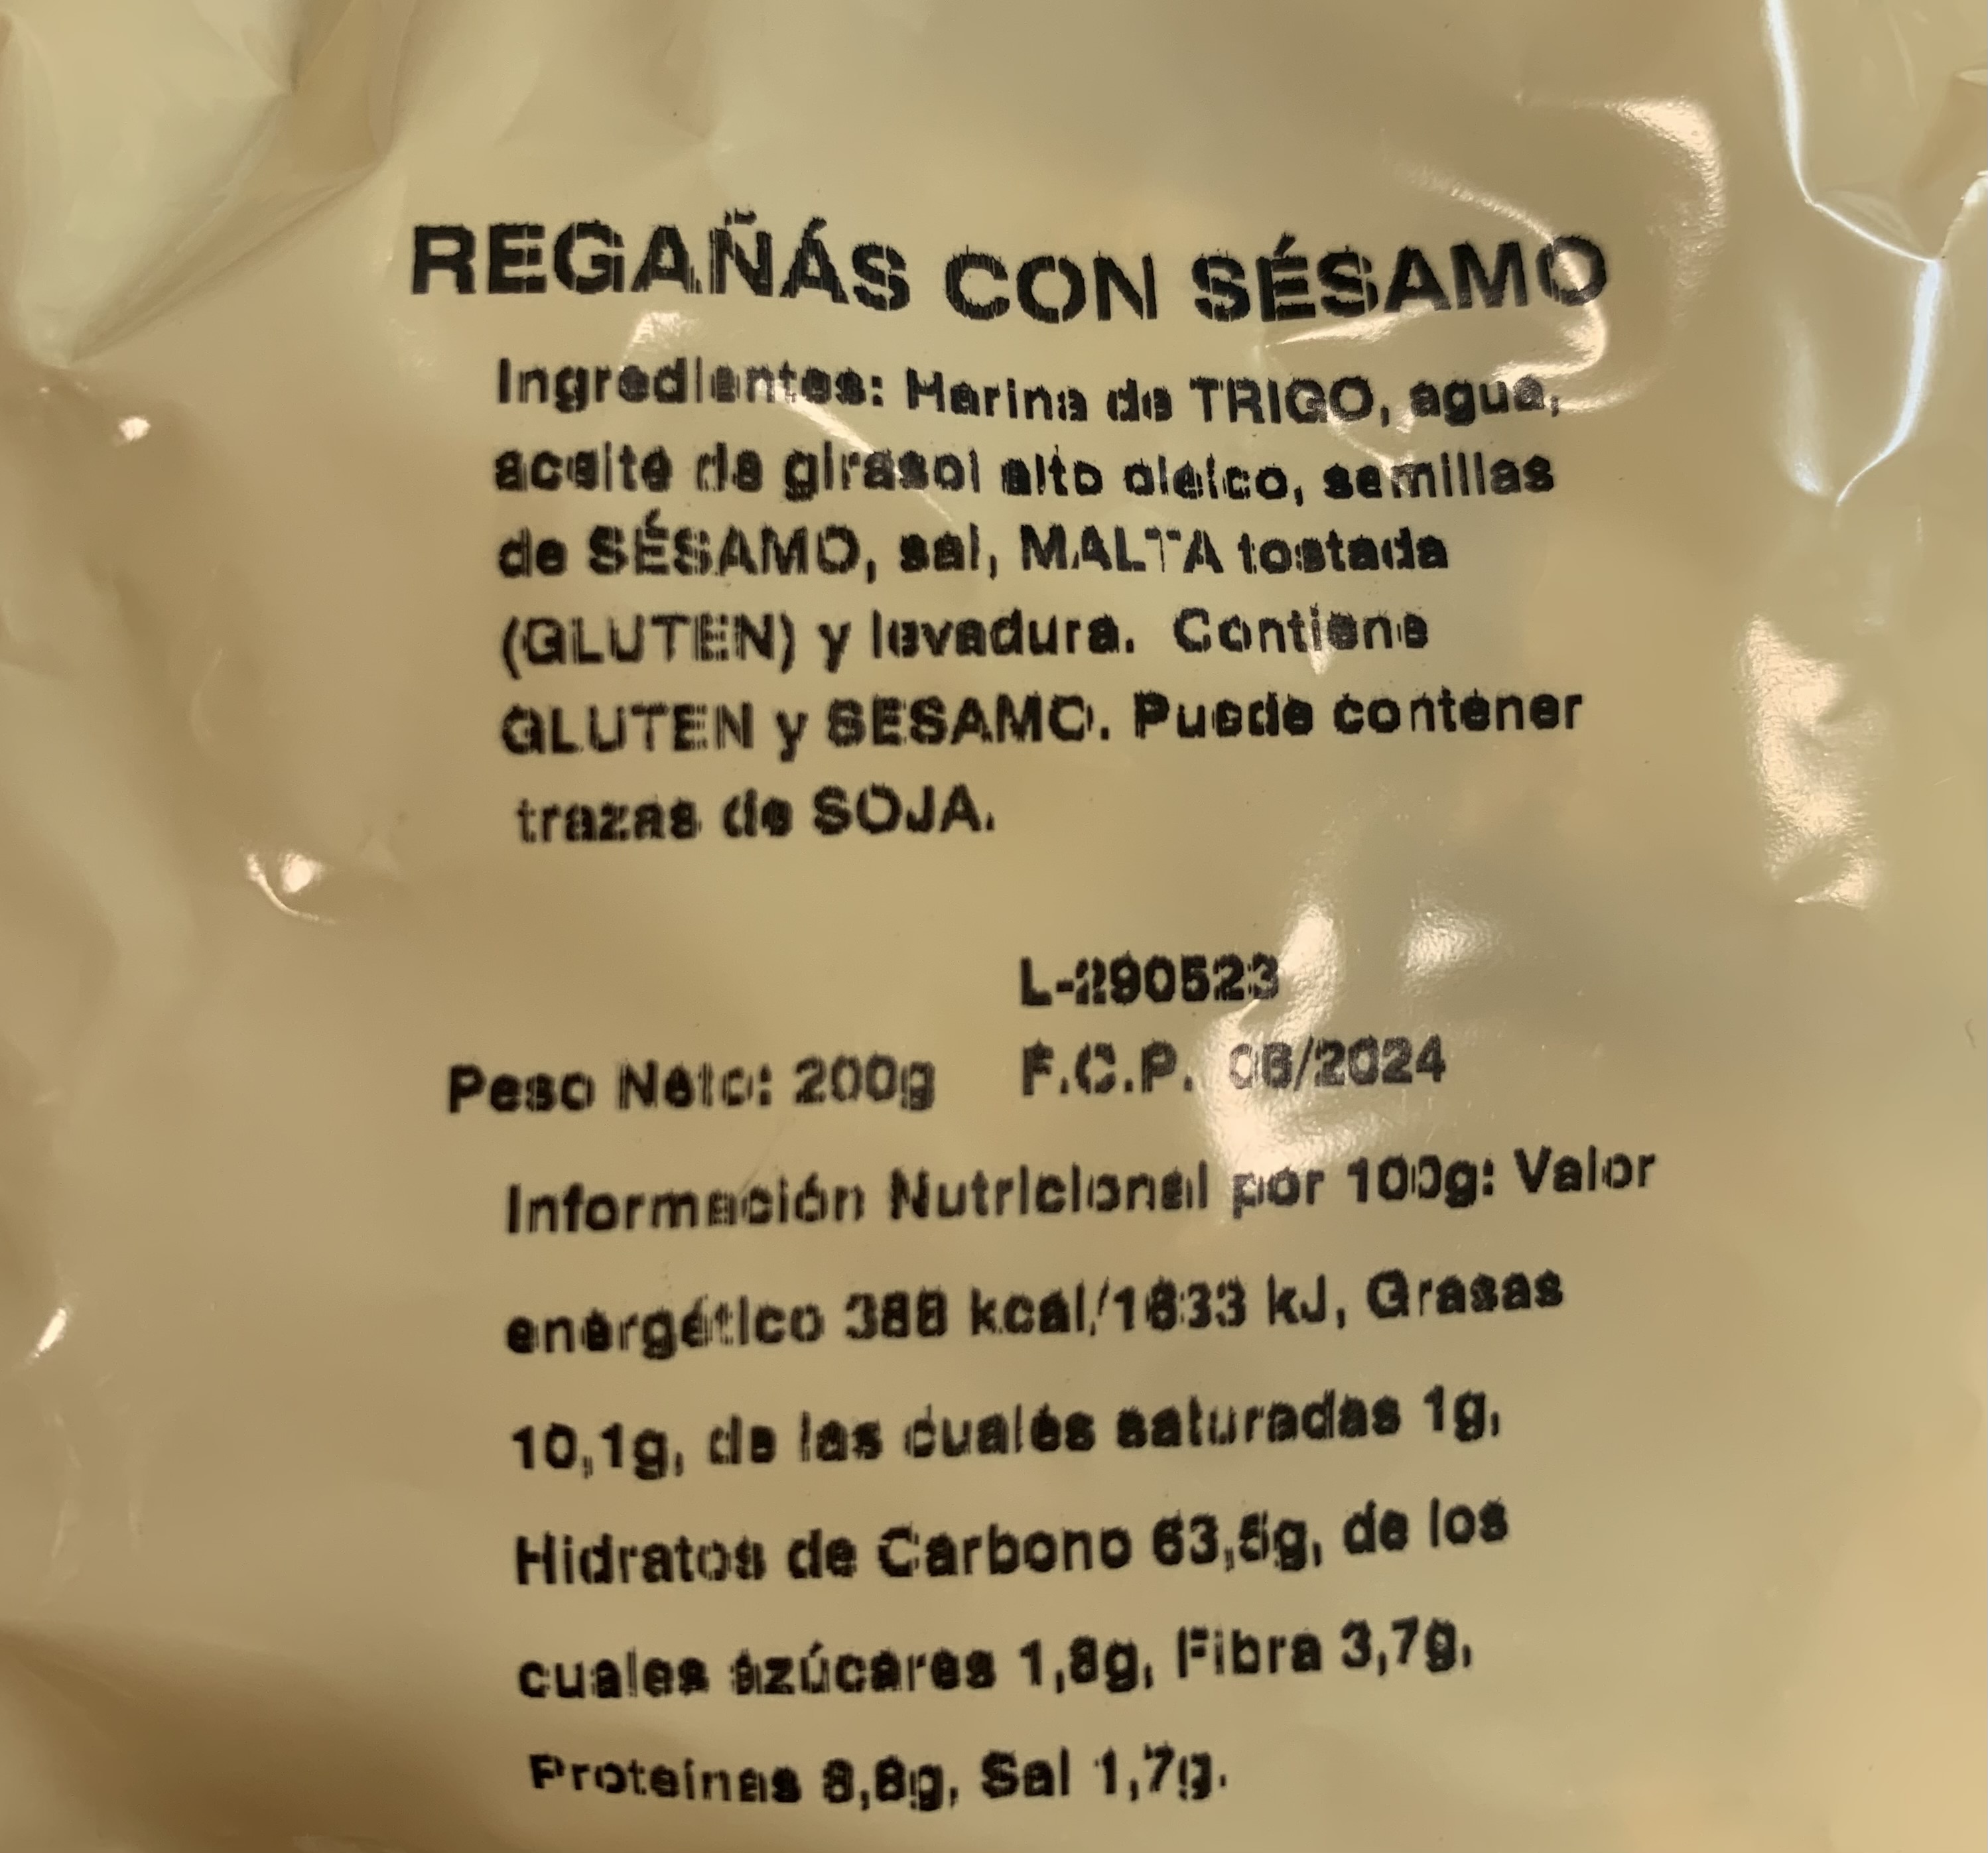 REGAÑÁS CON SÉSAMO
Ingredientes: Harina de TRIGO, agua,
aceite de girasol alto oleico, semillas
de SÉSAMO, sal, MALTA tostada
(GLUTEN) y levadura. Contiene
GLUTEN y SESAMO. Puede contener
trazas de SOJA.
L-290523
Peso Neto: 200g F.C.P. 06/2024
Información Nutricional por 100g: Valor
energético 388 kcal/1633 kJ, Grasas
10,1g, de las cuales saturadas 1g,
Hidratos de Carbono 63,5g, de los
cuales azúcares 1,8g, Fibra 3,7g,
Proteínas 8,8g, Sal 1,7g.